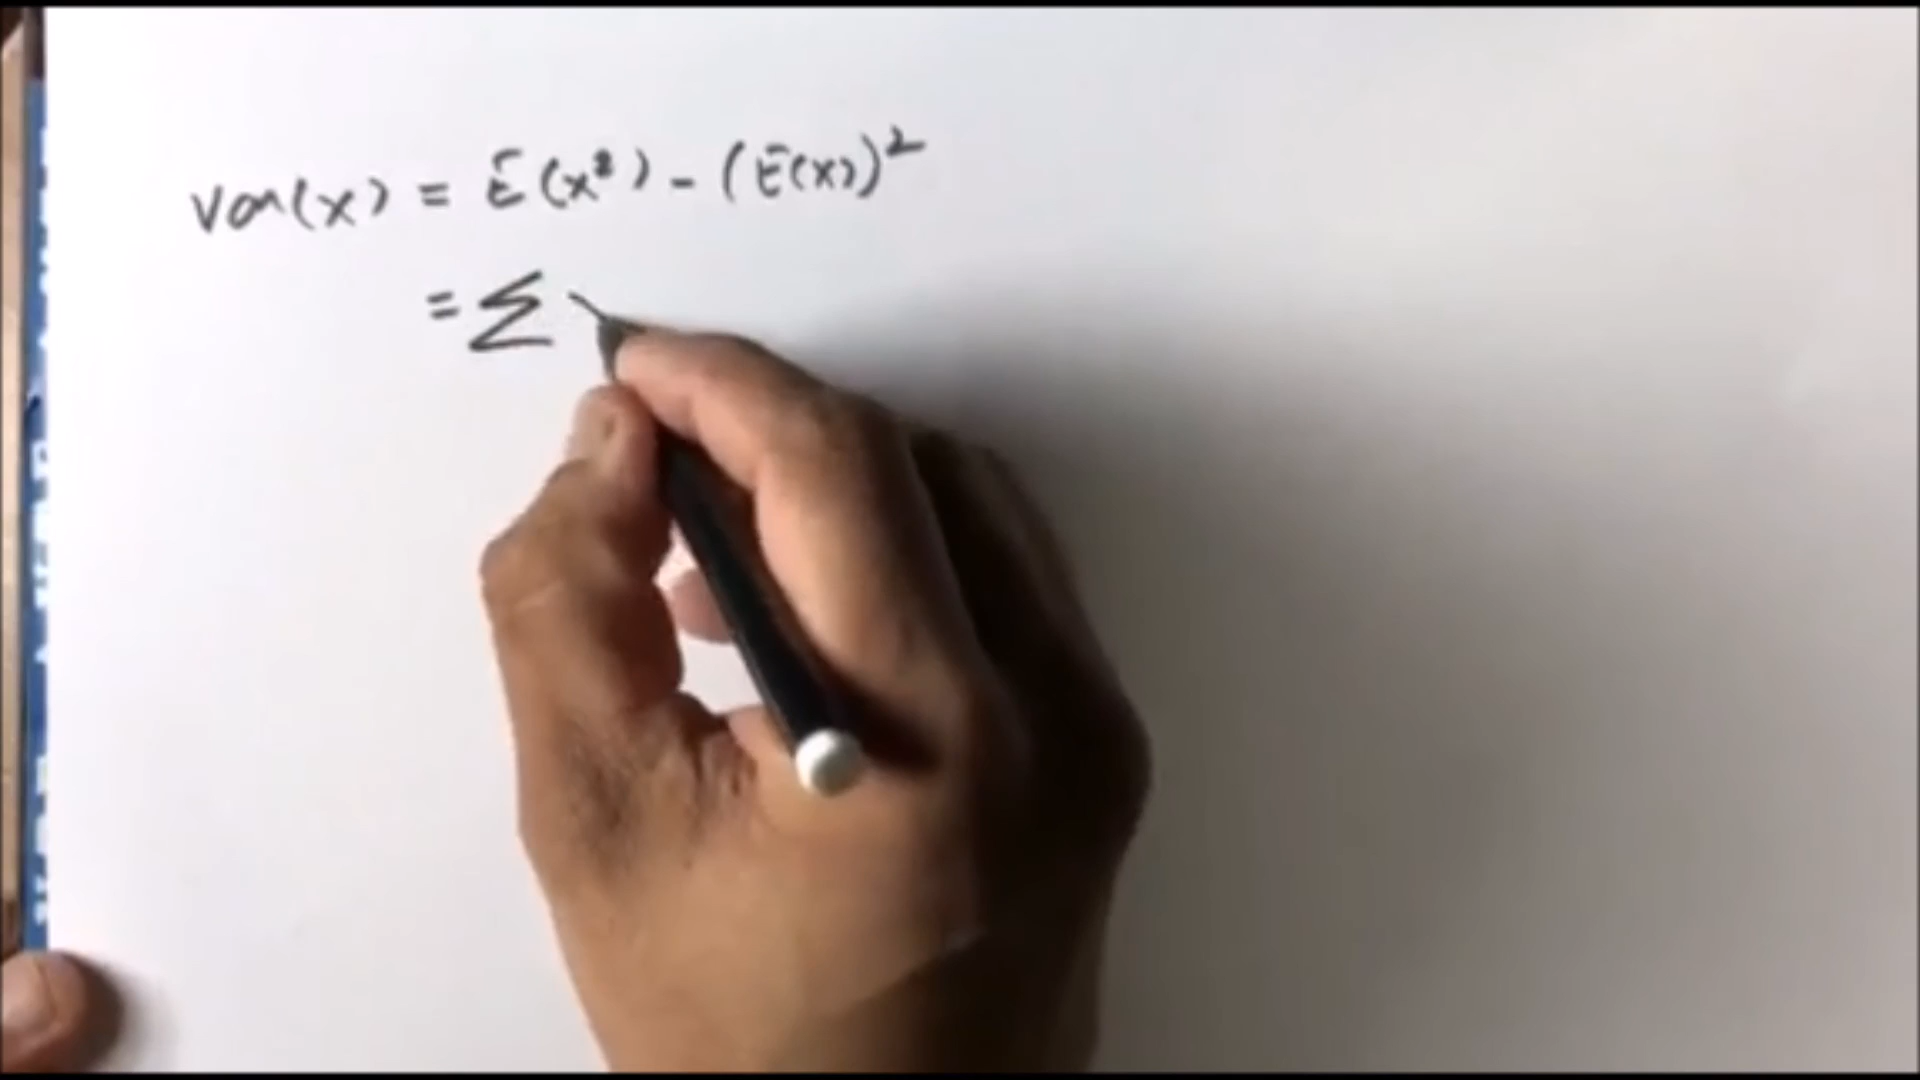 Var(x) = E(x²) - (E(x))²
= Σ